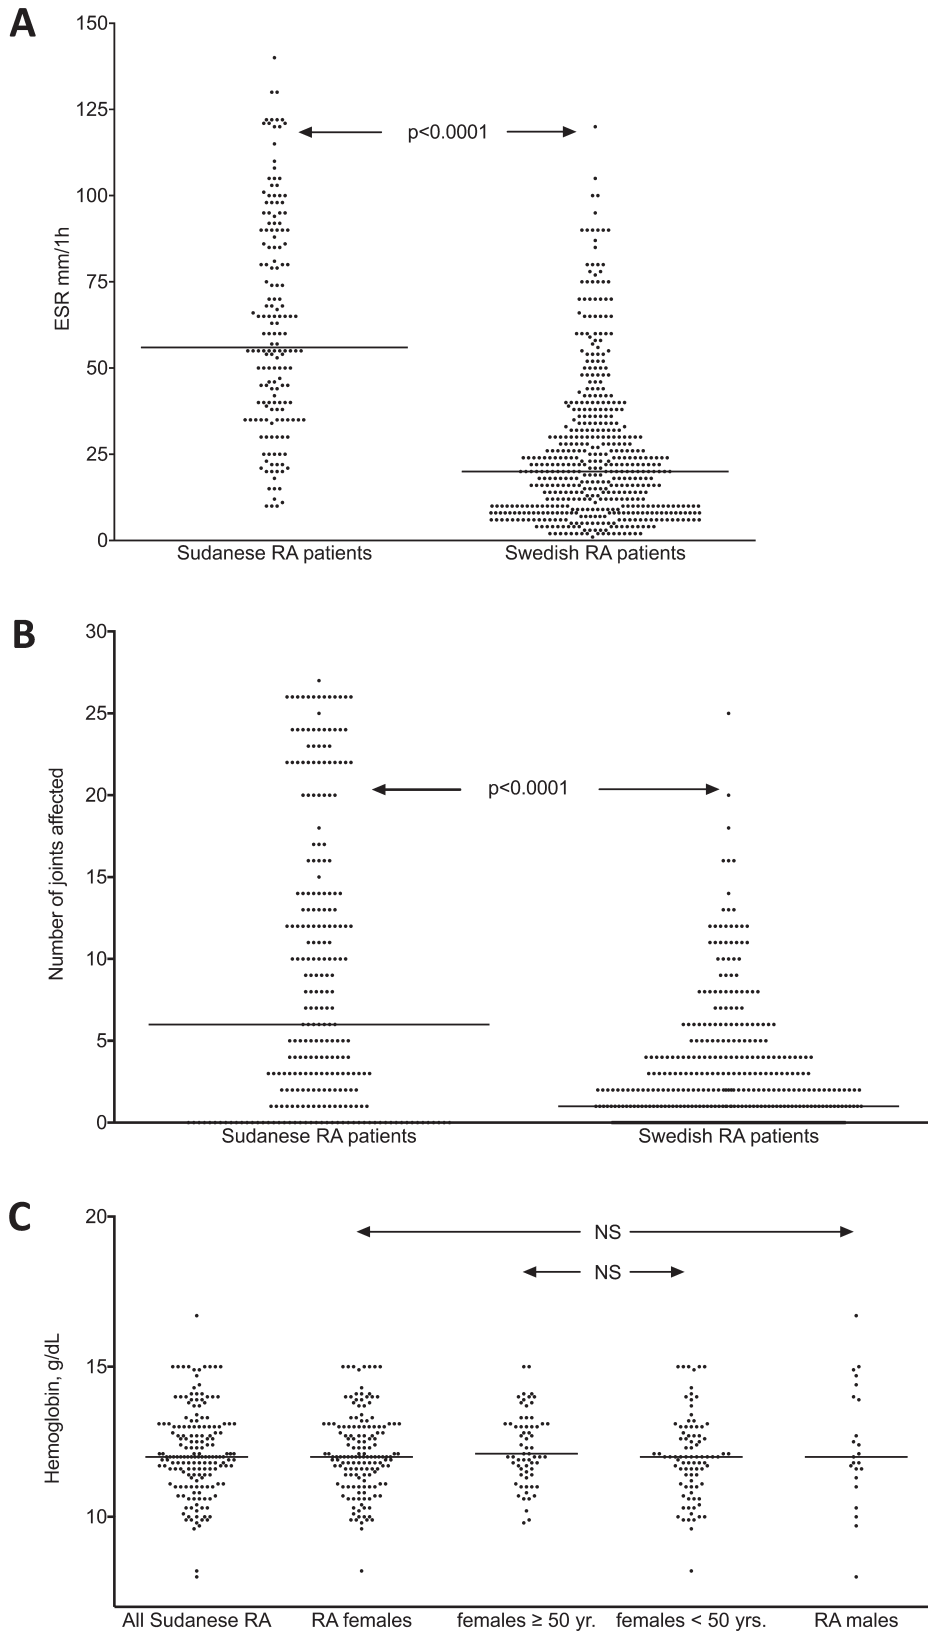 A
150
125
100
75
50
25
0
ESR mm/1h
p<0.0001
Sudanese RA patients Swedish RA patients
B
30
25
20
15
10
5
0
Number of joints affected
p<0.0001
Sudanese RA patients Swedish RA patients
C
20
15
10
Hemoglobin, g/dL
NS
NS
All Sudanese RA RA females females ≥ 50 yr. females < 50 yrs. RA males